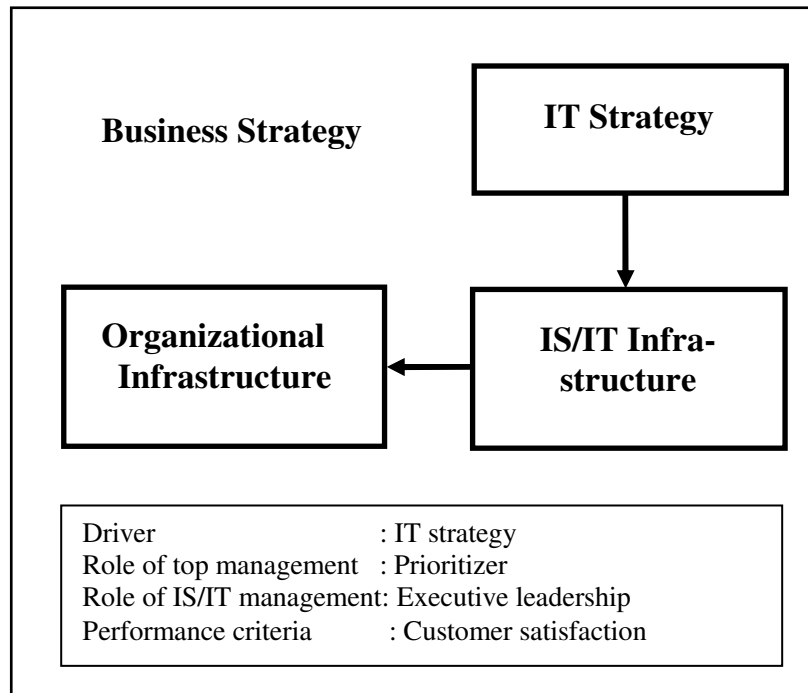 Business Strategy
IT Strategy
Organizational
Infrastructure
IS/IT Infra-
structure
Driver : IT strategy
Role of top management : Prioritizer
Role of IS/IT management: Executive leadership
Performance criteria : Customer satisfaction